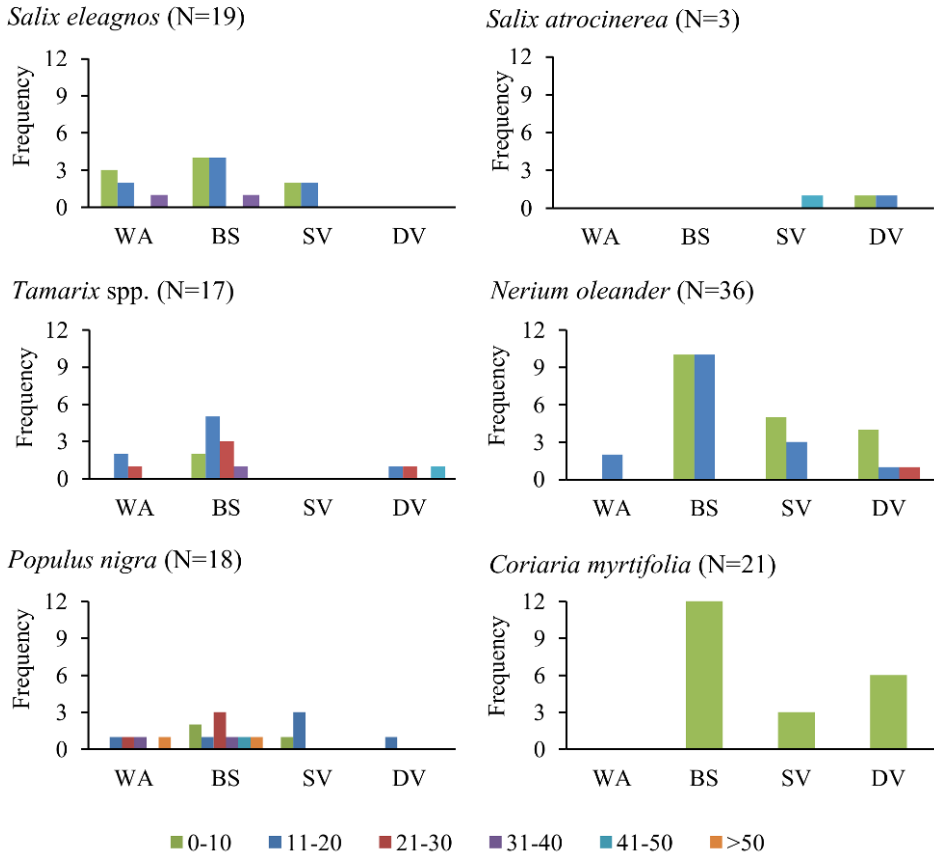 Salix eleagnos (N=19)
Frequency
12
9
6
3
0
WA BS SV DV
Salix atrocinerea (N=3)
Frequency
12
9
6
3
0
WA BS SV DV
Tamarix spp. (N=17)
Frequency
12
9
6
3
0
WA BS SV DV
Nerium oleander (N=36)
Frequency
12
9
6
3
0
WA BS SV DV
Populus nigra (N=18)
Frequency
12
9
6
3
0
WA BS SV DV
Coriaria myrtifolia (N=21)
Frequency
12
9
6
3
0
WA BS SV DV
0-10 11-20 21-30 31-40 41-50 >50